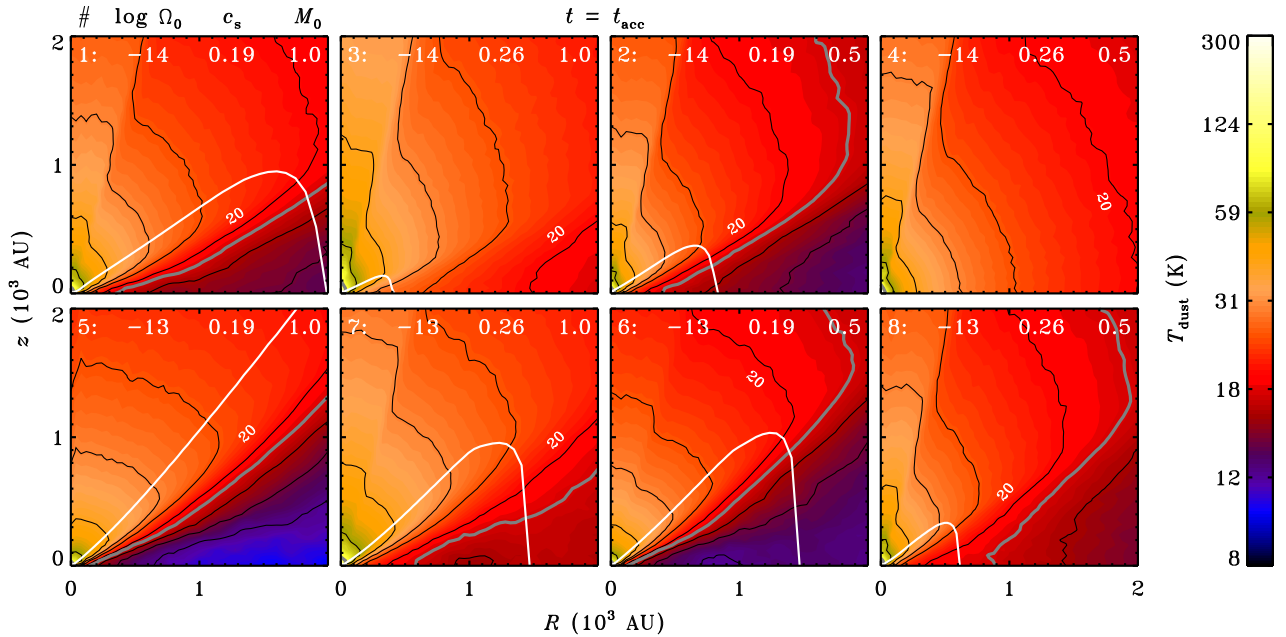 # log Ω₀ cₛ M₀ t = t_acc
1: −14 0.19 1.0
3: −14 0.26 1.0
2: −14 0.19 0.5
4: −14 0.26 0.5
20
20
20
20
2
1
0
5: −13 0.19 1.0
7: −13 0.26 1.0
6: −13 0.19 0.5
8: −13 0.26 0.5
20
20
20
20
2
1
0
0 1
0 1
0 1
0 1 2
z (10³ AU)
R (10³ AU)
300
124
59
31
18
12
8
T_dust (K)